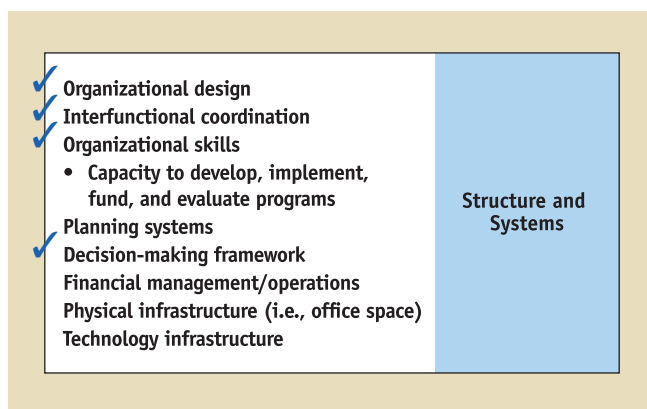 ✓ Organizational design
✓ Interfunctional coordination
✓ Organizational skills
• Capacity to develop, implement,
fund, and evaluate programs
Planning systems
✓ Decision-making framework
Financial management/operations
Physical infrastructure (i.e., office space)
Technology infrastructure
Structure and
Systems